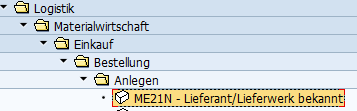 Logistik
Materialwirtschaft
Einkauf
Bestellung
Anlegen
ME21N - Lieferant/Lieferwerk bekannt